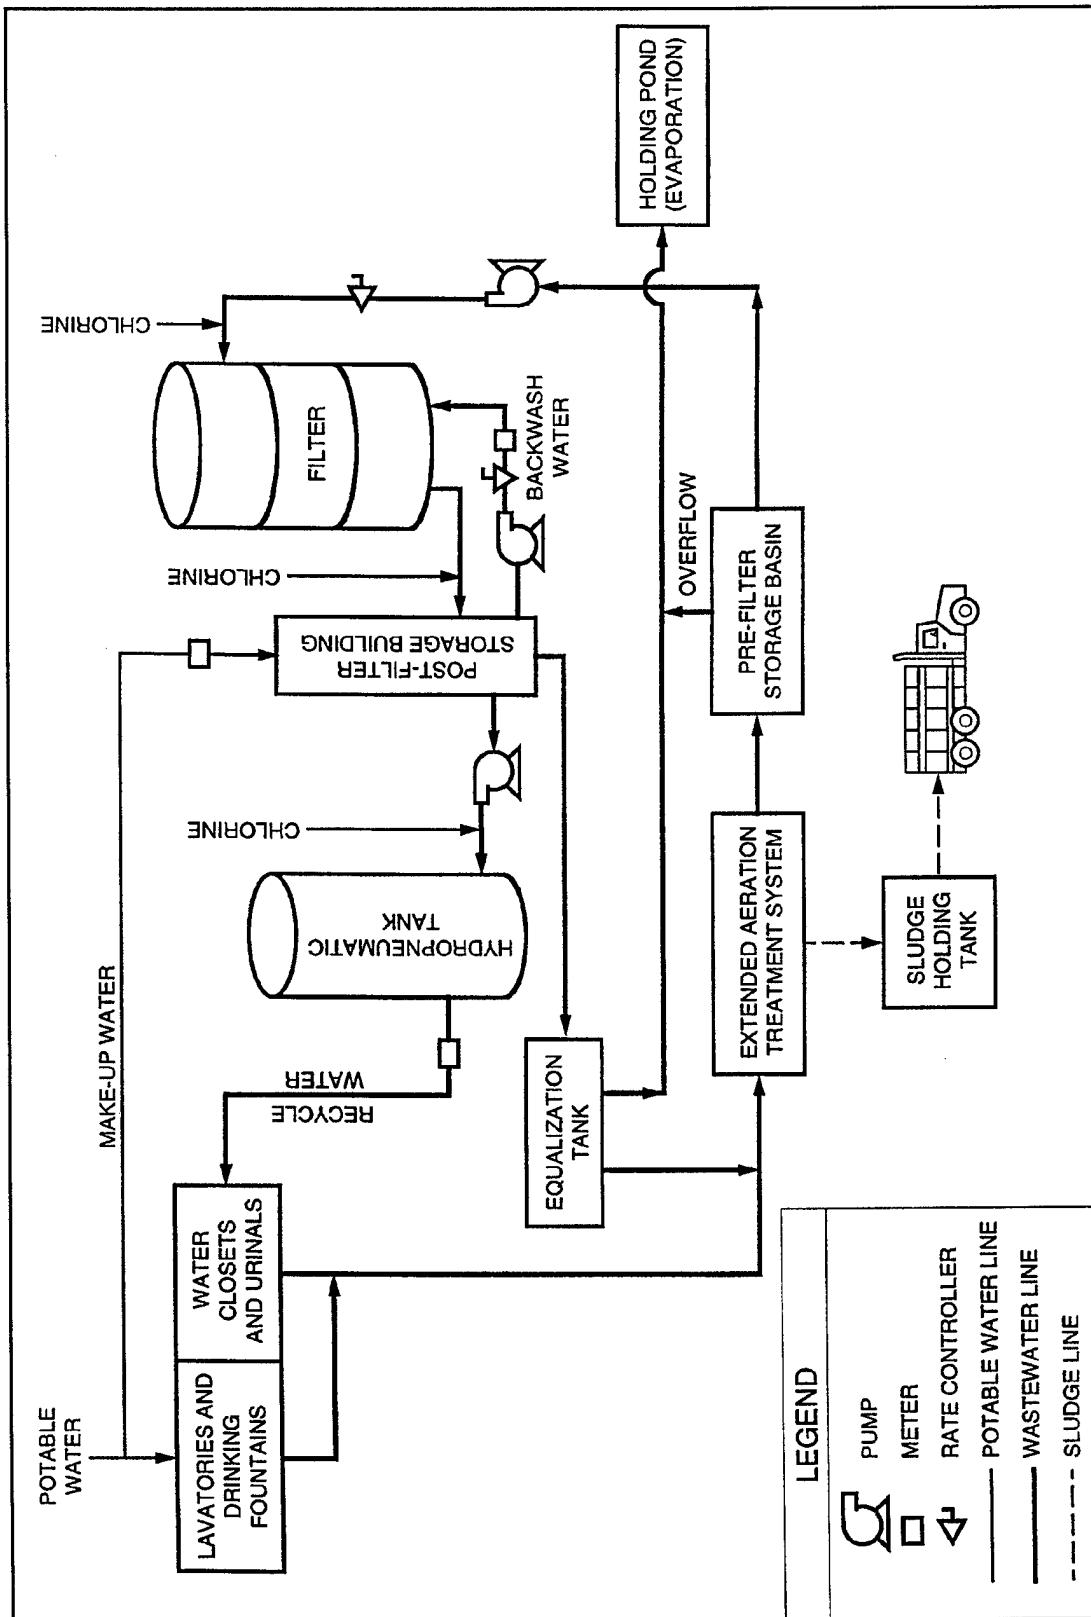 POTABLE
WATER
MAKE-UP WATER
LAVATORIES AND
DRINKING
FOUNTAINS
WATER
CLOSETS
AND URINALS
RECYCLE
WATER
HYDROPNEUMATIC
TANK
CHLORINE
POST-FILTER
STORAGE BUILDING
CHLORINE
FILTER
CHLORINE
BACKWASH
WATER
EQUALIZATION
TANK
OVERFLOW
HOLDING POND
(EVAPORATION)
EXTENDED AERATION
TREATMENT SYSTEM
PRE-FILTER
STORAGE BASIN
SLUDGE
HOLDING
TANK
LEGEND
PUMP
METER
RATE CONTROLLER
POTABLE WATER LINE
WASTEWATER LINE
SLUDGE LINE